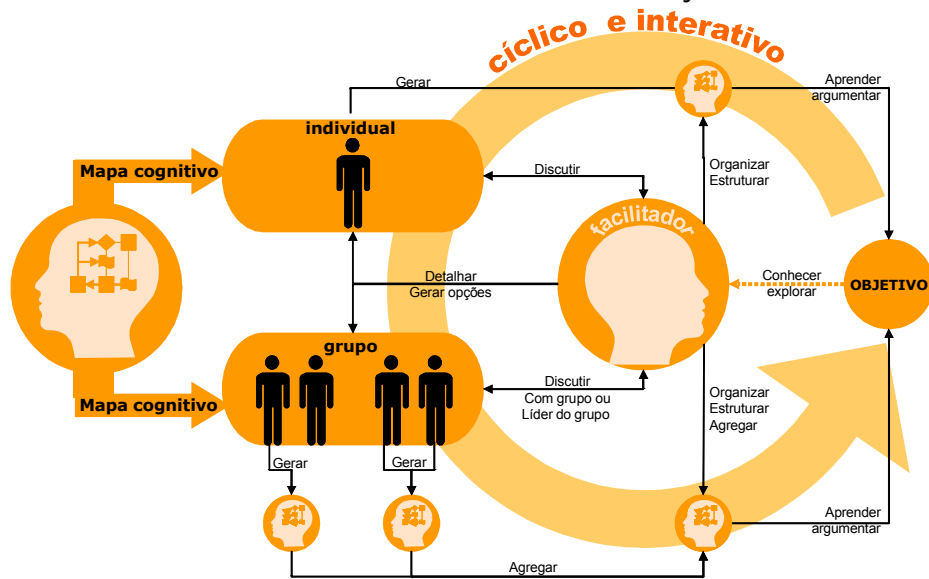 cíclico e interativo
Gerar
Aprender
argumentar
individual
Mapa cognitivo
Discutir
Organizar
Estruturar
facilitador
Detalhar
Gerar opções
Conhecer
explorar
OBJETIVO
grupo
Mapa cognitivo
Discutir
Com grupo ou
Líder do grupo
Organizar
Estruturar
Agregar
Gerar
Gerar
Aprender
argumentar
Agregar